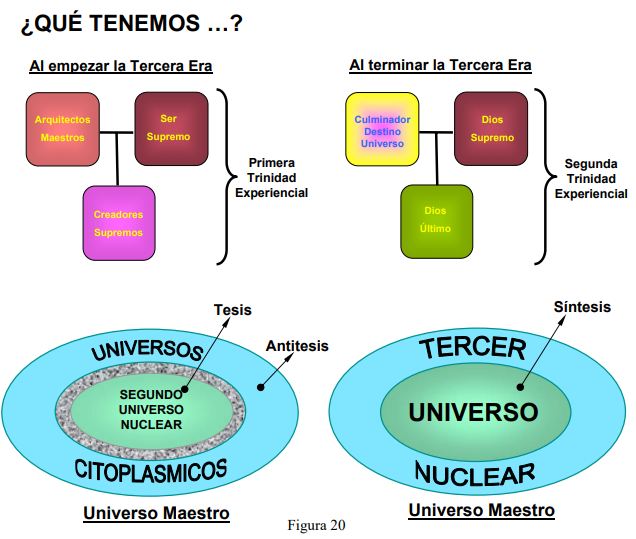 ¿QUÉ TENEMOS …?
Al empezar la Tercera Era
Arquitectos
Maestros
Ser
Supremo
Creadores
Supremos
Primera
Trinidad
Experiencial
Al terminar la Tercera Era
Culminador
Destino
Universo
Dios
Supremo
Dios
Último
Segunda
Trinidad
Experiencial
Tesis
Antitesis
UNIVERSOS
SEGUNDO
UNIVERSO
NUCLEAR
CITOPLASMICOS
Universo Maestro
Síntesis
TERCER
UNIVERSO
NUCLEAR
Universo Maestro
Figura 20